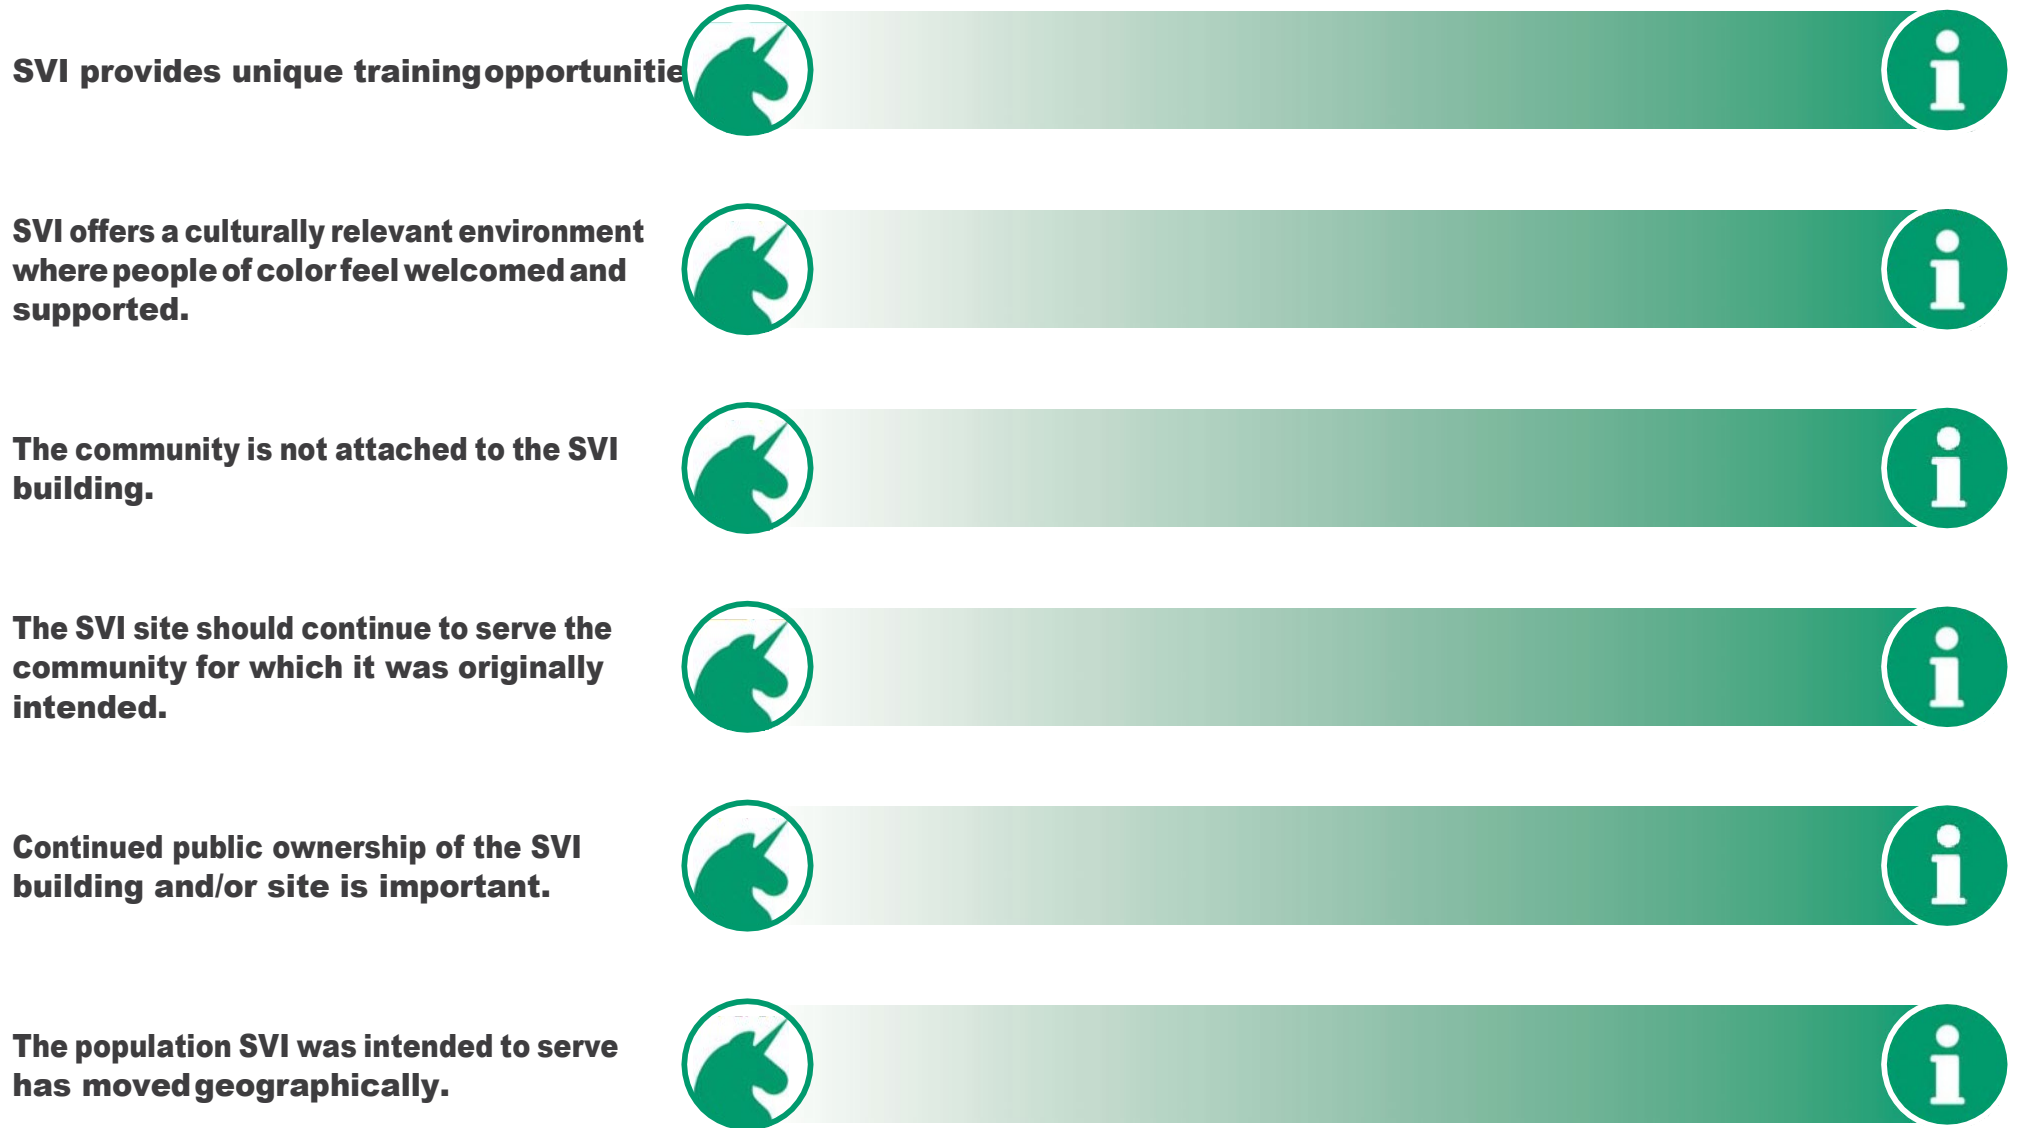 SVI provides unique training opportunitie
SVI offers a culturally relevant environment
where people of color feel welcomed and
supported.
The community is not attached to the SVI
building.
The SVI site should continue to serve the
community for which it was originally
intended.
Continued public ownership of the SVI
building and/or site is important.
The population SVI was intended to serve
has moved geographically.